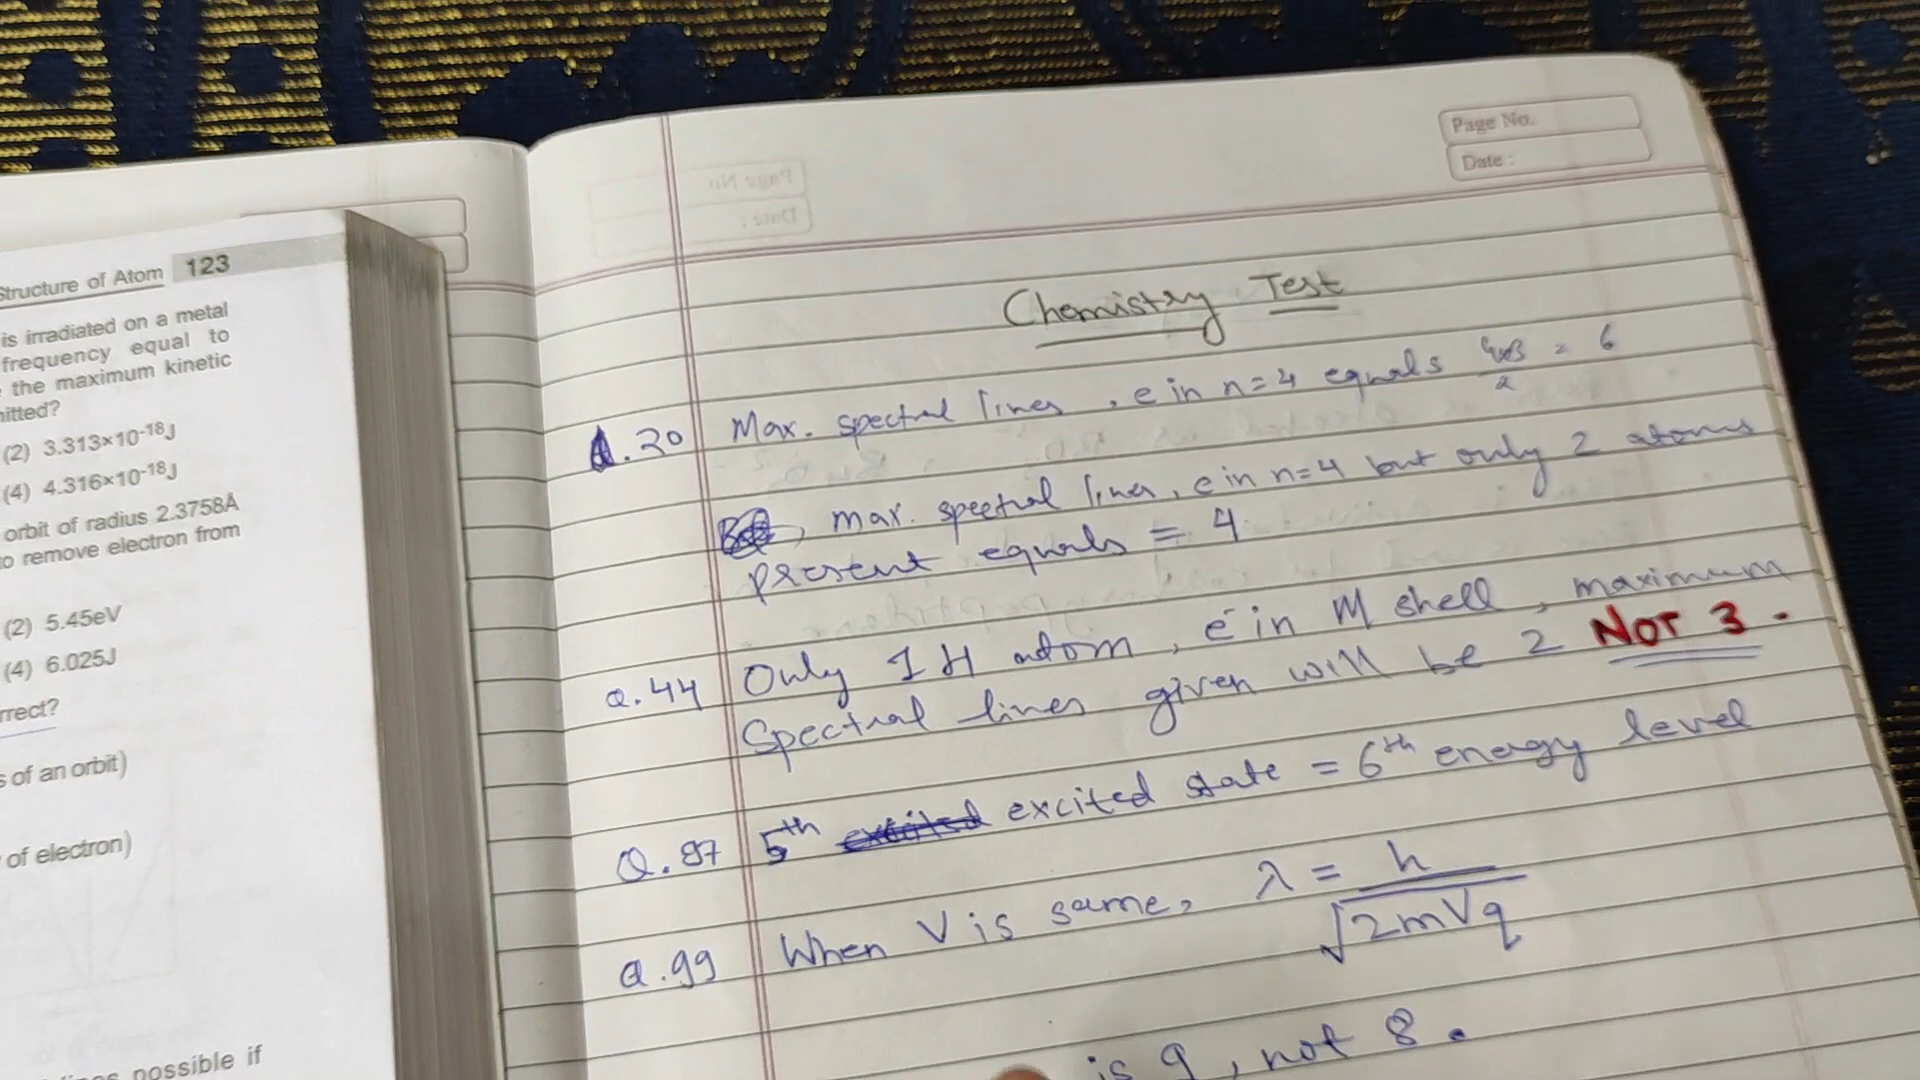 Structure of Atom 123
is irradiated on a metal
frequency equal to
the maximum kinetic
itted?
(2) 3.313×10⁻¹⁸J
(4) 4.316×10⁻¹⁸J
orbit of radius 2.3758Å
to remove electron from
(2) 5.45eV
(4) 6.025J
rrect?
s of an orbit)
of electron)
possible if
Page No.
Date :
Page No
Date :
Chemistry Test
Q.20 Max. spectral lines, e in n=4 equals 4x3/2 = 6
, max. spectral lines, e in n=4 but only 2 atoms
present equals = 4
Q.44 Only 1 H atom, e⁻ in M shell, maximum
Spectral lines given will be 2 NOT 3.
Q.87 5th excited state = 6th energy level
Q.99 When V is same, λ = h/√2mVq
is 9, not 8.